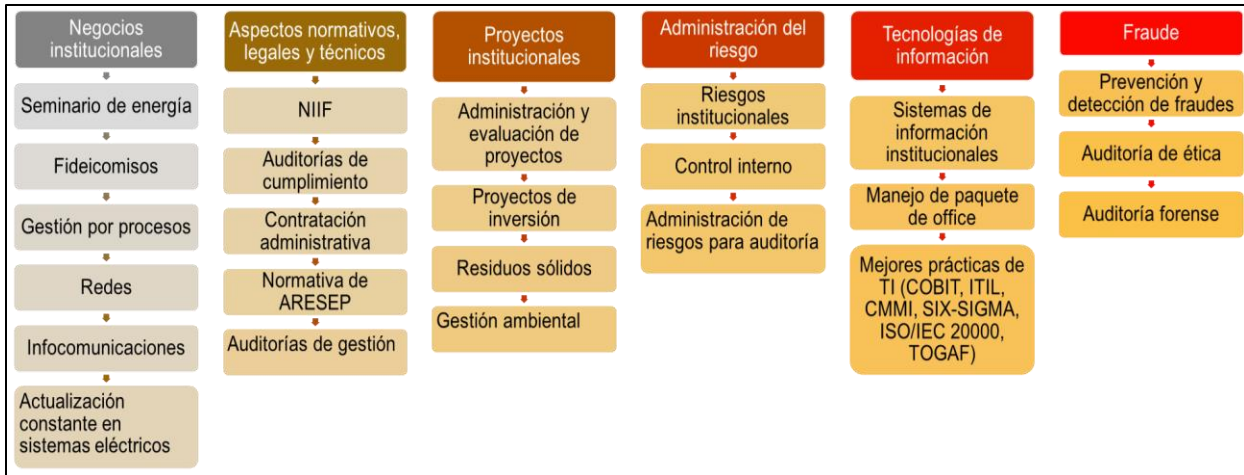 Negocios
institucionales
Seminario de energía
Fideicomisos
Gestión por procesos
Redes
Infocomunicaciones
Actualización
constante en
sistemas eléctricos
Aspectos normativos,
legales y técnicos
NIIF
Auditorías de
cumplimiento
Contratación
administrativa
Normativa de
ARESEP
Auditorías de gestión
Proyectos
institucionales
Administración y
evaluación de
proyectos
Proyectos de
inversión
Residuos sólidos
Gestión ambiental
Administración del
riesgo
Riesgos
institucionales
Control interno
Administración de
riesgos para auditoría
Tecnologías de
información
Sistemas de
información
institucionales
Manejo de paquete
de office
Mejores prácticas de
TI (COBIT, ITIL,
CMMI, SIX-SIGMA,
ISO/IEC 20000,
TOGAF)
Fraude
Prevención y
detección de fraudes
Auditoría de ética
Auditoría forense